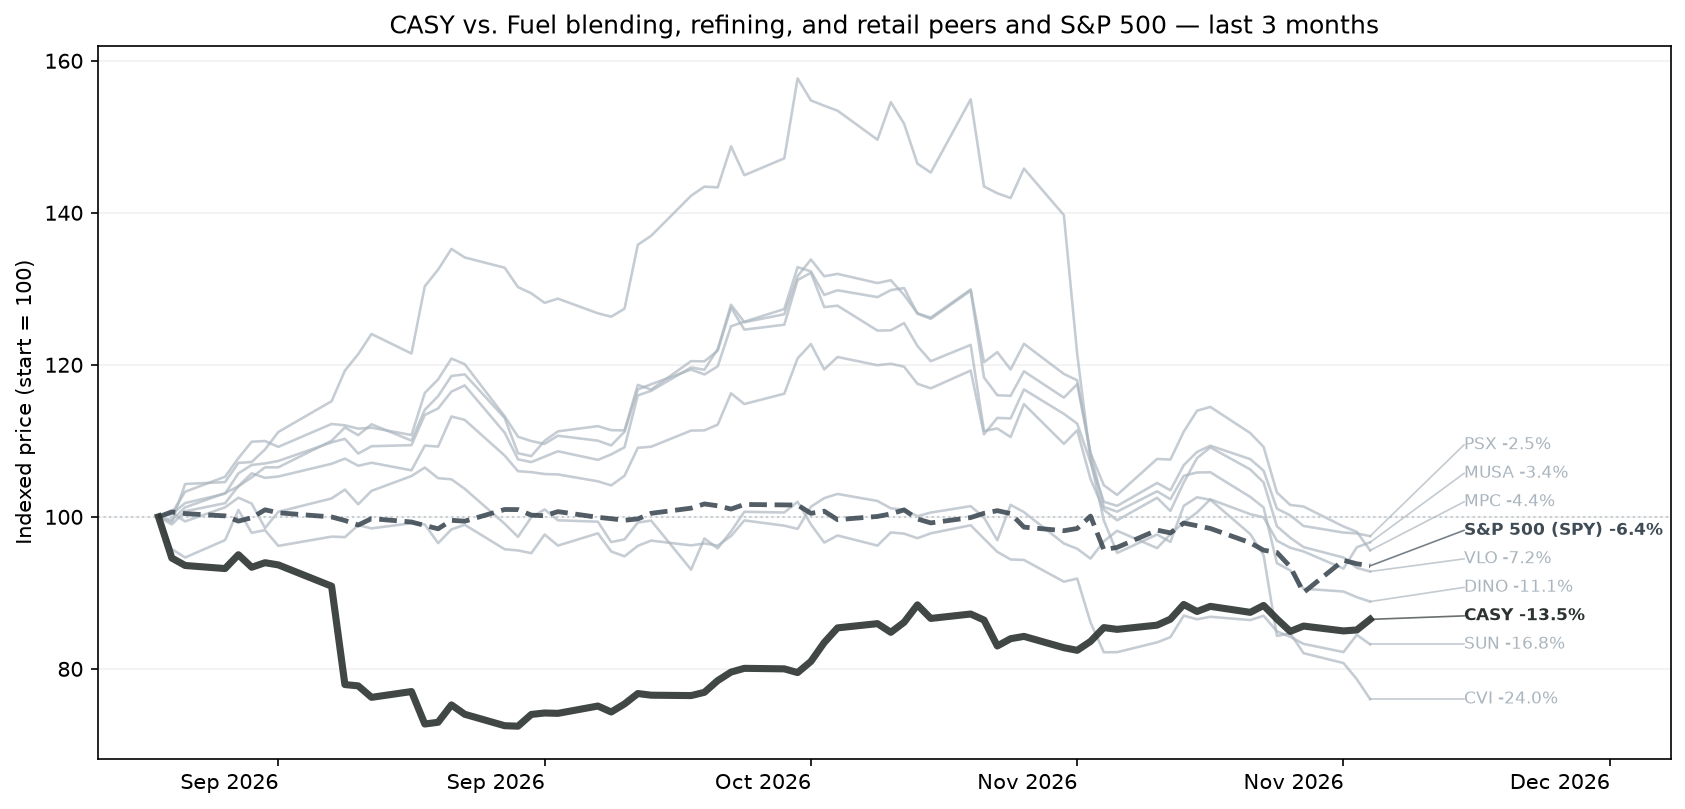 CASY vs. Fuel blending, refining, and retail peers and S&P 500 — last 3 months
Indexed price (start = 100)
160
140
120
100
80
PSX -2.5%
MUSA -3.4%
MPC -4.4%
S&P 500 (SPY) -6.4%
VLO -7.2%
DINO -11.1%
CASY -13.5%
SUN -16.8%
CVI -24.0%
Sep 2026
Sep 2026
Oct 2026
Nov 2026
Nov 2026
Dec 2026